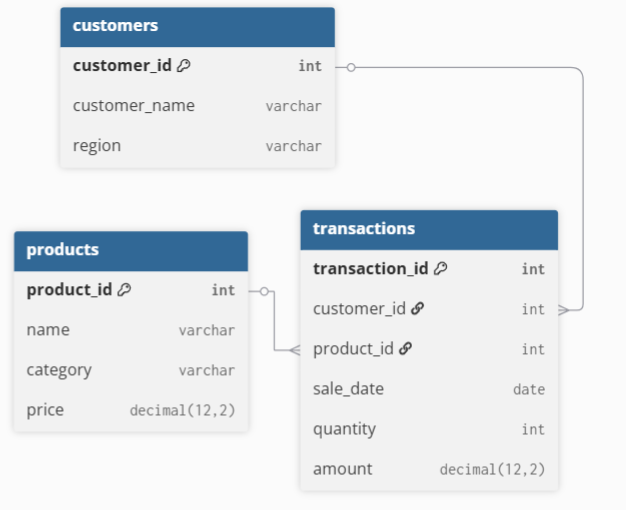 customers
customer_id int
customer_name varchar
region varchar
products
product_id int
name varchar
category varchar
price decimal(12,2)
transactions
transaction_id int
customer_id int
product_id int
sale_date date
quantity int
amount decimal(12,2)